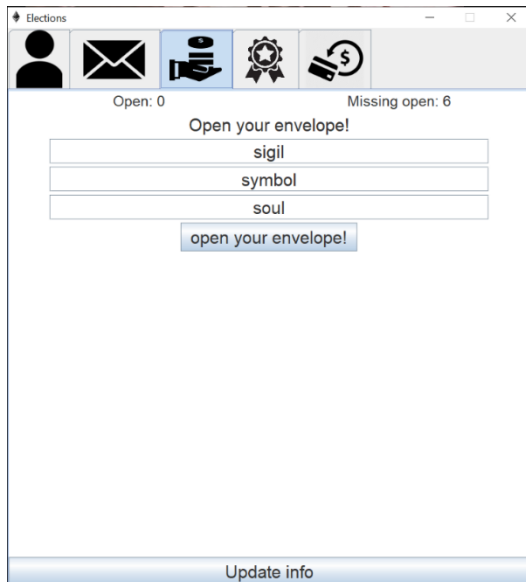 Elections
Open: 0 Missing open: 6
Open your envelope!
sigil
symbol
soul
open your envelope!
Update info